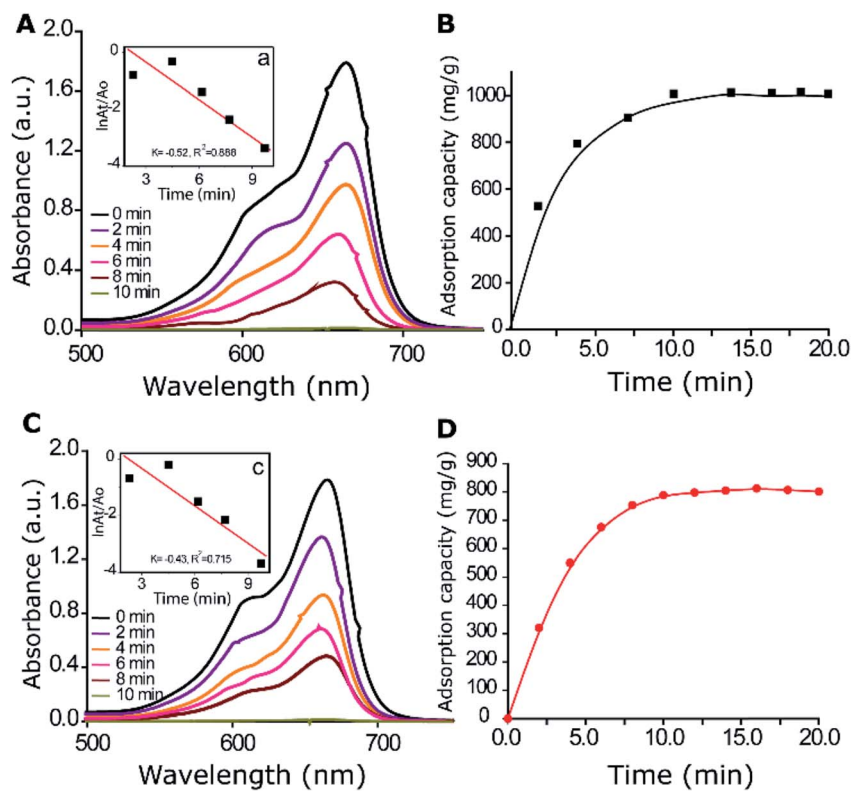 A
Absorbance (a.u.)
2.0
1.6
1.2
0.8
0.4
0.0
500
600
700
Wavelength (nm)
0 min
2 min
4 min
6 min
8 min
10 min
a
lnAt/Ao
0
-2
-4
3
6
9
Time (min)
K= -0.52, R²=0.888
B
Adsorption capacity (mg/g)
1000
800
600
400
200
0
0.0
5.0
10.0
15.0
20.0
Time (min)
C
Absorbance (a.u.)
2.0
1.6
1.2
0.8
0.4
0.0
500
600
700
Wavelength (nm)
0 min
2 min
4 min
6 min
8 min
10 min
c
lnAt/Ao
0
-2
-4
3
6
9
Time (min)
K= -0.43, R²=0.715
D
Adsorption capacity (mg/g)
900
800
700
600
500
400
300
200
100
0
0.0
5.0
10.0
15.0
20.0
Time (min)